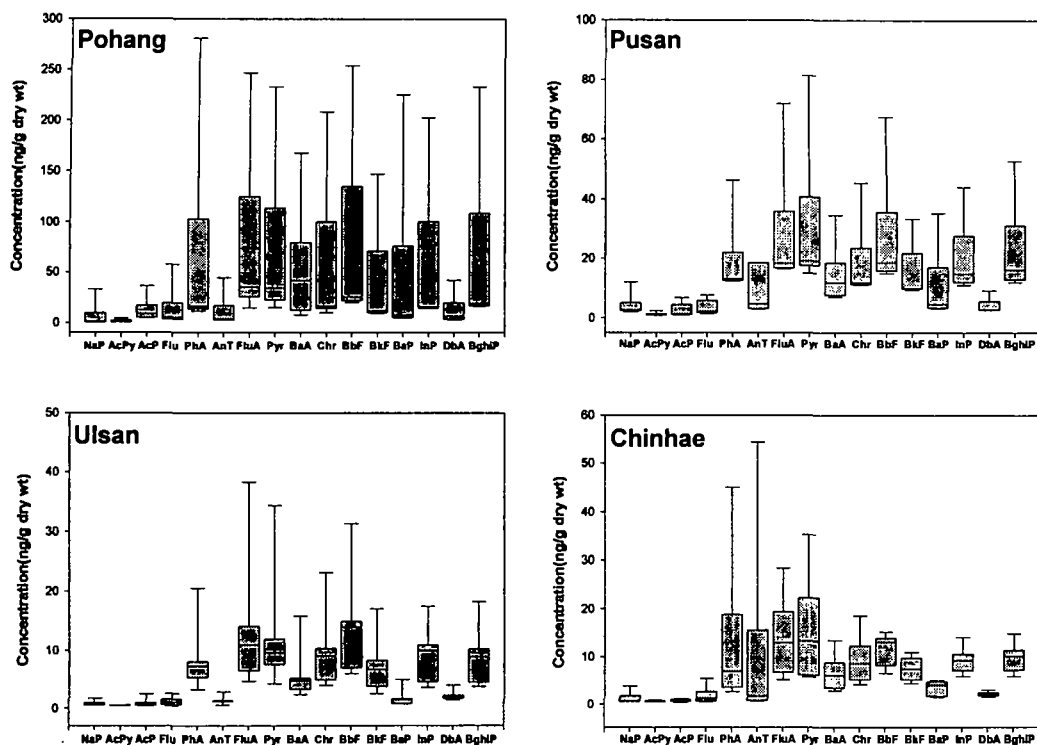 Pohang
Concentration(ng/g dry wt)
300
250
200
150
100
50
0
NaP AcPy AcP Flu PhA AnT FluA Pyr BaA Chr BbF BkF BaP InP DbA BghiP
Pusan
Concentration(ng/g dry wt)
100
80
60
40
20
0
NaP AcPy AcP Flu PhA AnT FluA Pyr BaA Chr BbF BkF BaP InP DbA BghiP
Ulsan
Concentration(ng/g dry wt)
50
40
30
20
10
0
NaP AcPy AcP Flu PhA AnT FluA Pyr BaA Chr BbF BkF BaP InP DbA BghiP
Chinhae
Concentration(ng/g dry wt)
60
50
40
30
20
10
0
NaP AcPy AcP Flu PhA AnT FluA Pyr BaA Chr BbF BkF BaP InP DbA BghiP